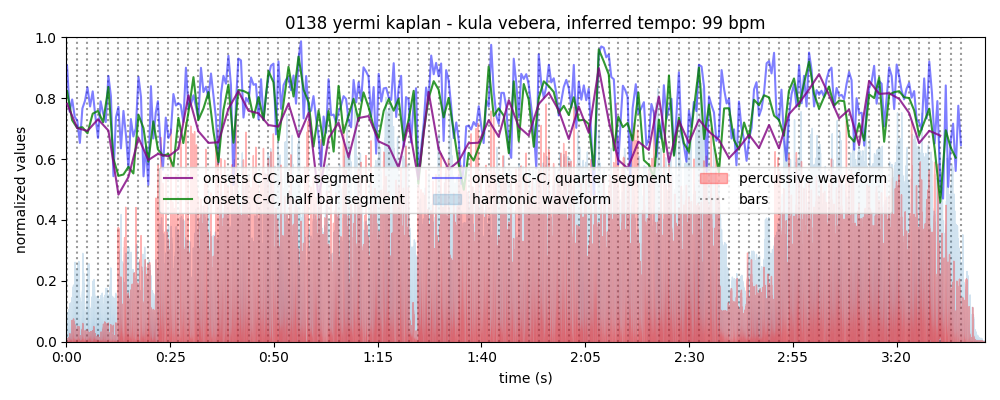 0138 yermi kaplan - kula vebera, inferred tempo: 99 bpm
normalized values
1.0
0.8
0.6
0.4
0.2
0.0
onsets C-C, bar segment
onsets C-C, half bar segment
onsets C-C, quarter segment
harmonic waveform
percussive waveform
bars
0:00 0:25 0:50 1:15 1:40 2:05 2:30 2:55 3:20
time (s)